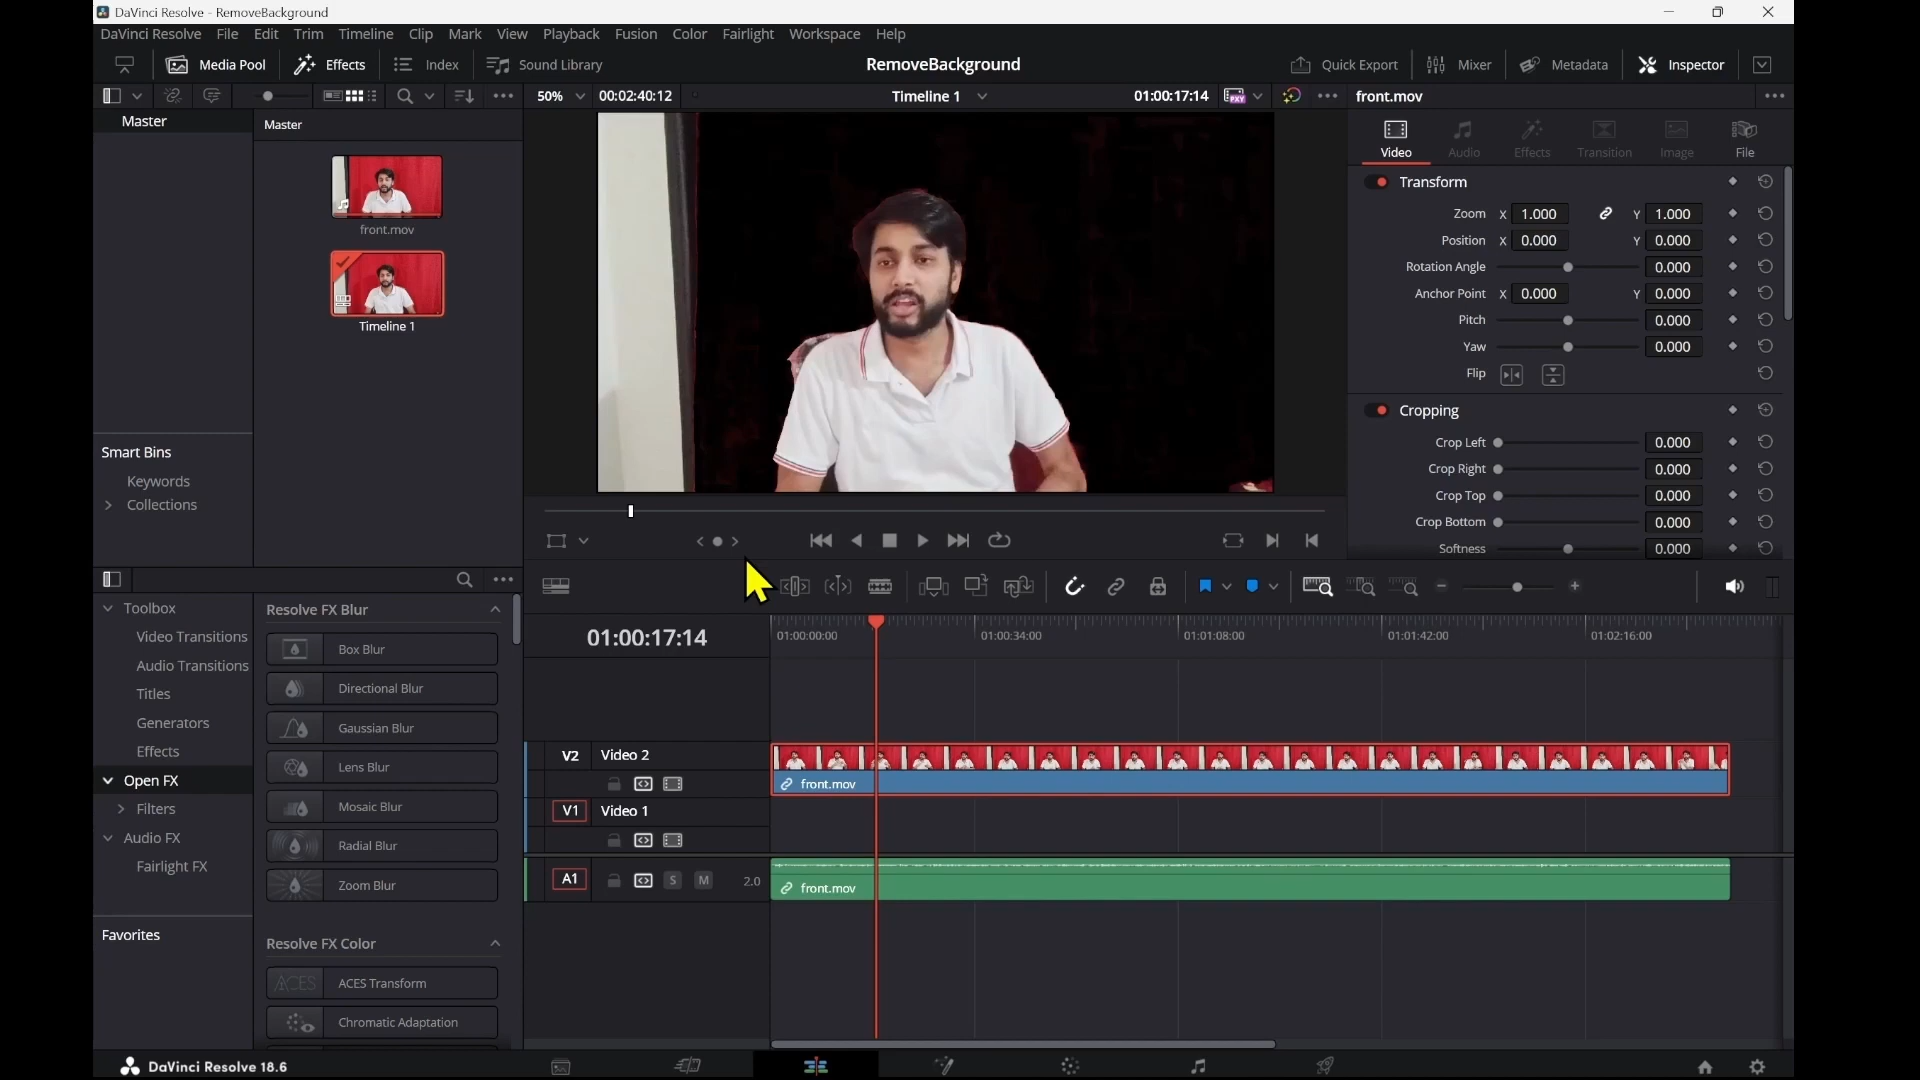 DaVinci Resolve - RemoveBackground
DaVinci Resolve File Edit Trim Timeline Clip Mark View Playback Fusion Color Fairlight Workspace Help
Media Pool Effects Index Sound Library RemoveBackground Quick Export Mixer Metadata Inspector
50% 00:02:40:12 Timeline 1 01:00:17:14 PXY front.mov
Master
Master
front.mov
Timeline 1
Smart Bins
Keywords
Collections
Video Audio Effects Transition Image File
Transform
Zoom X 1.000 Y 1.000
Position X 0.000 Y 0.000
Rotation Angle 0.000
Anchor Point X 0.000 Y 0.000
Pitch 0.000
Yaw 0.000
Flip
Cropping
Crop Left 0.000
Crop Right 0.000
Crop Top 0.000
Crop Bottom 0.000
Softness 0.000
Toolbox
Video Transitions
Audio Transitions
Titles
Generators
Effects
Open FX
Filters
Audio FX
Fairlight FX
Favorites
Resolve FX Blur
Box Blur
Directional Blur
Gaussian Blur
Lens Blur
Mosaic Blur
Radial Blur
Zoom Blur
Resolve FX Color
ACES ACES Transform
Chromatic Adaptation
01:00:17:14 01:00:00:00 01:00:34:00 01:01:08:00 01:01:42:00 01:02:16:00
V2 Video 2
front.mov
V1 Video 1
A1 S M 2.0 front.mov
DaVinci Resolve 18.6